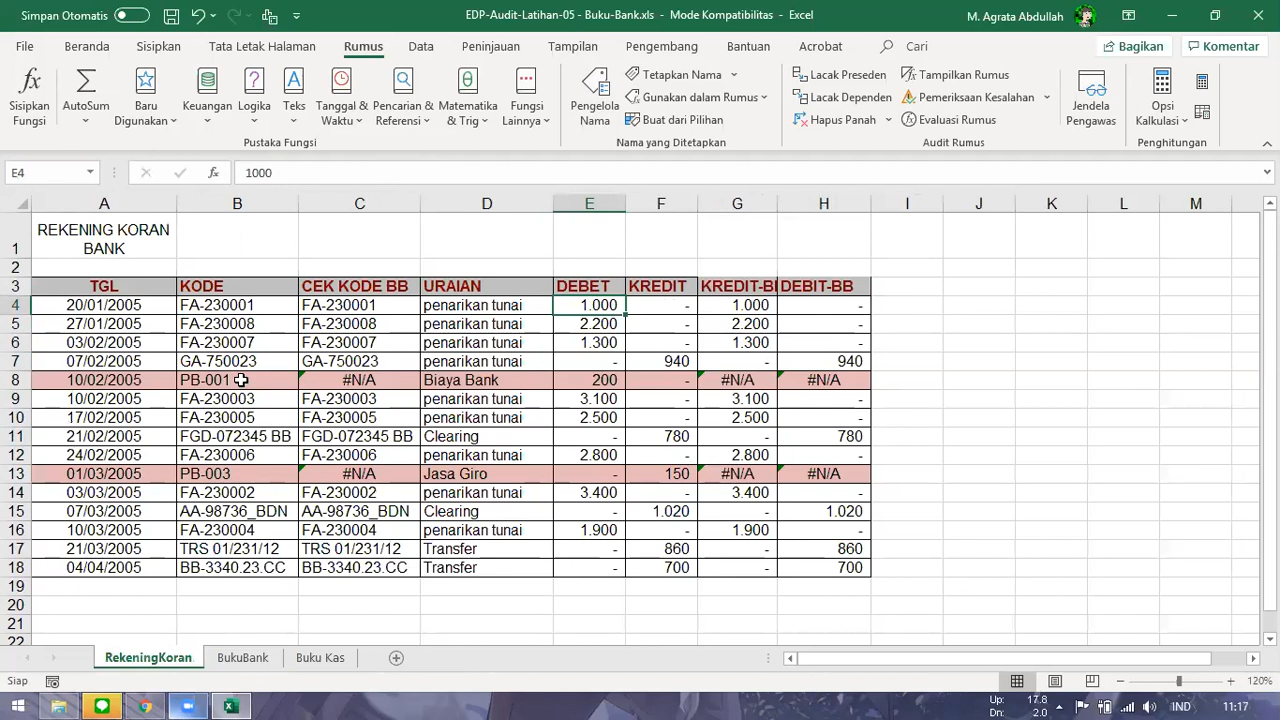 Simpan Otomatis
EDP-Audit-Latihan-05 - Buku-Bank.xls - Mode Kompatibilitas - Excel
M. Agrata Abdullah
File Beranda Sisipkan Tata Letak Halaman Rumus Data Peninjauan Tampilan Pengembang Bantuan Acrobat Cari Bagikan Komentar
Sisipkan Fungsi
AutoSum
Baru Digunakan
Keuangan
Logika
Teks
Tanggal & Waktu
Pencarian & Referensi
Matematika & Trig
Fungsi Lainnya
Pustaka Fungsi
Pengelola Nama
Tetapkan Nama
Gunakan dalam Rumus
Buat dari Pilihan
Nama yang Ditetapkan
Lacak Preseden
Lacak Dependen
Hapus Panah
Tampilkan Rumus
Pemeriksaan Kesalahan
Evaluasi Rumus
Audit Rumus
Jendela Pengawas
Opsi Kalkulasi
Penghitungan
E4 fx 1000
A B C D E F G H I J K L M
1 REKENING KORAN BANK
2
3 TGL KODE CEK KODE BB URAIAN DEBET KREDIT KREDIT-BI DEBIT-BB
4 20/01/2005 FA-230001 FA-230001 penarikan tunai 1.000 - 1.000 -
5 27/01/2005 FA-230008 FA-230008 penarikan tunai 2.200 - 2.200 -
6 03/02/2005 FA-230007 FA-230007 penarikan tunai 1.300 - 1.300 -
7 07/02/2005 GA-750023 GA-750023 penarikan tunai - 940 - 940
8 10/02/2005 PB-001 #N/A Biaya Bank 200 - #N/A #N/A
9 10/02/2005 FA-230003 FA-230003 penarikan tunai 3.100 - 3.100 -
10 17/02/2005 FA-230005 FA-230005 penarikan tunai 2.500 - 2.500 -
11 21/02/2005 FGD-072345 BB FGD-072345 BB Clearing - 780 - 780
12 24/02/2005 FA-230006 FA-230006 penarikan tunai 2.800 - 2.800 -
13 01/03/2005 PB-003 #N/A Jasa Giro - 150 #N/A #N/A
14 03/03/2005 FA-230002 FA-230002 penarikan tunai 3.400 - 3.400 -
15 07/03/2005 AA-98736_BDN AA-98736_BDN Clearing - 1.020 - 1.020
16 10/03/2005 FA-230004 FA-230004 penarikan tunai 1.900 - 1.900 -
17 21/03/2005 TRS 01/231/12 TRS 01/231/12 Transfer - 860 - 860
18 04/04/2005 BB-3340.23.CC BB-3340.23.CC Transfer - 700 - 700
19
20
21
22
RekeningKoran BukuBank Buku Kas
Siap 120%
Up: 17.8
Dn: 2.0
IND 11:17